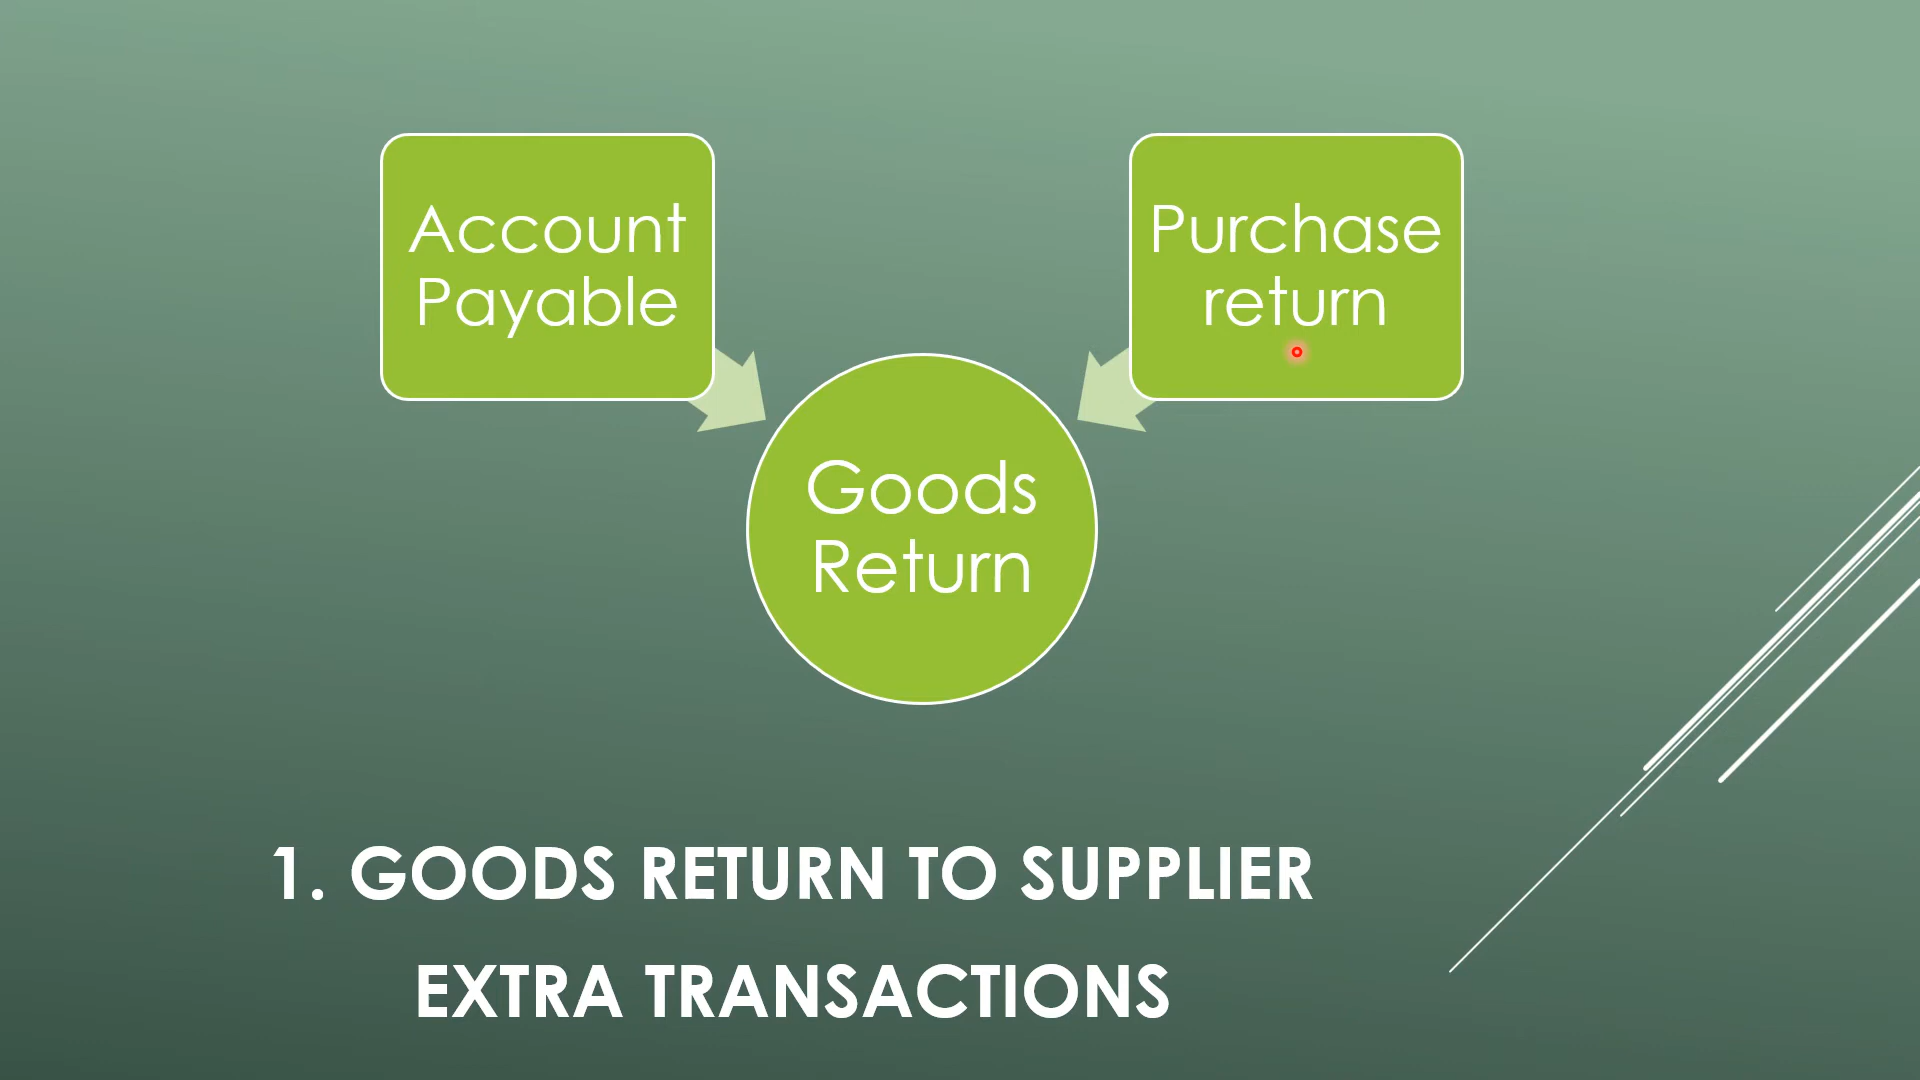 Account
Payable
Purchase
return
Goods
Return
1. GOODS RETURN TO SUPPLIER
EXTRA TRANSACTIONS